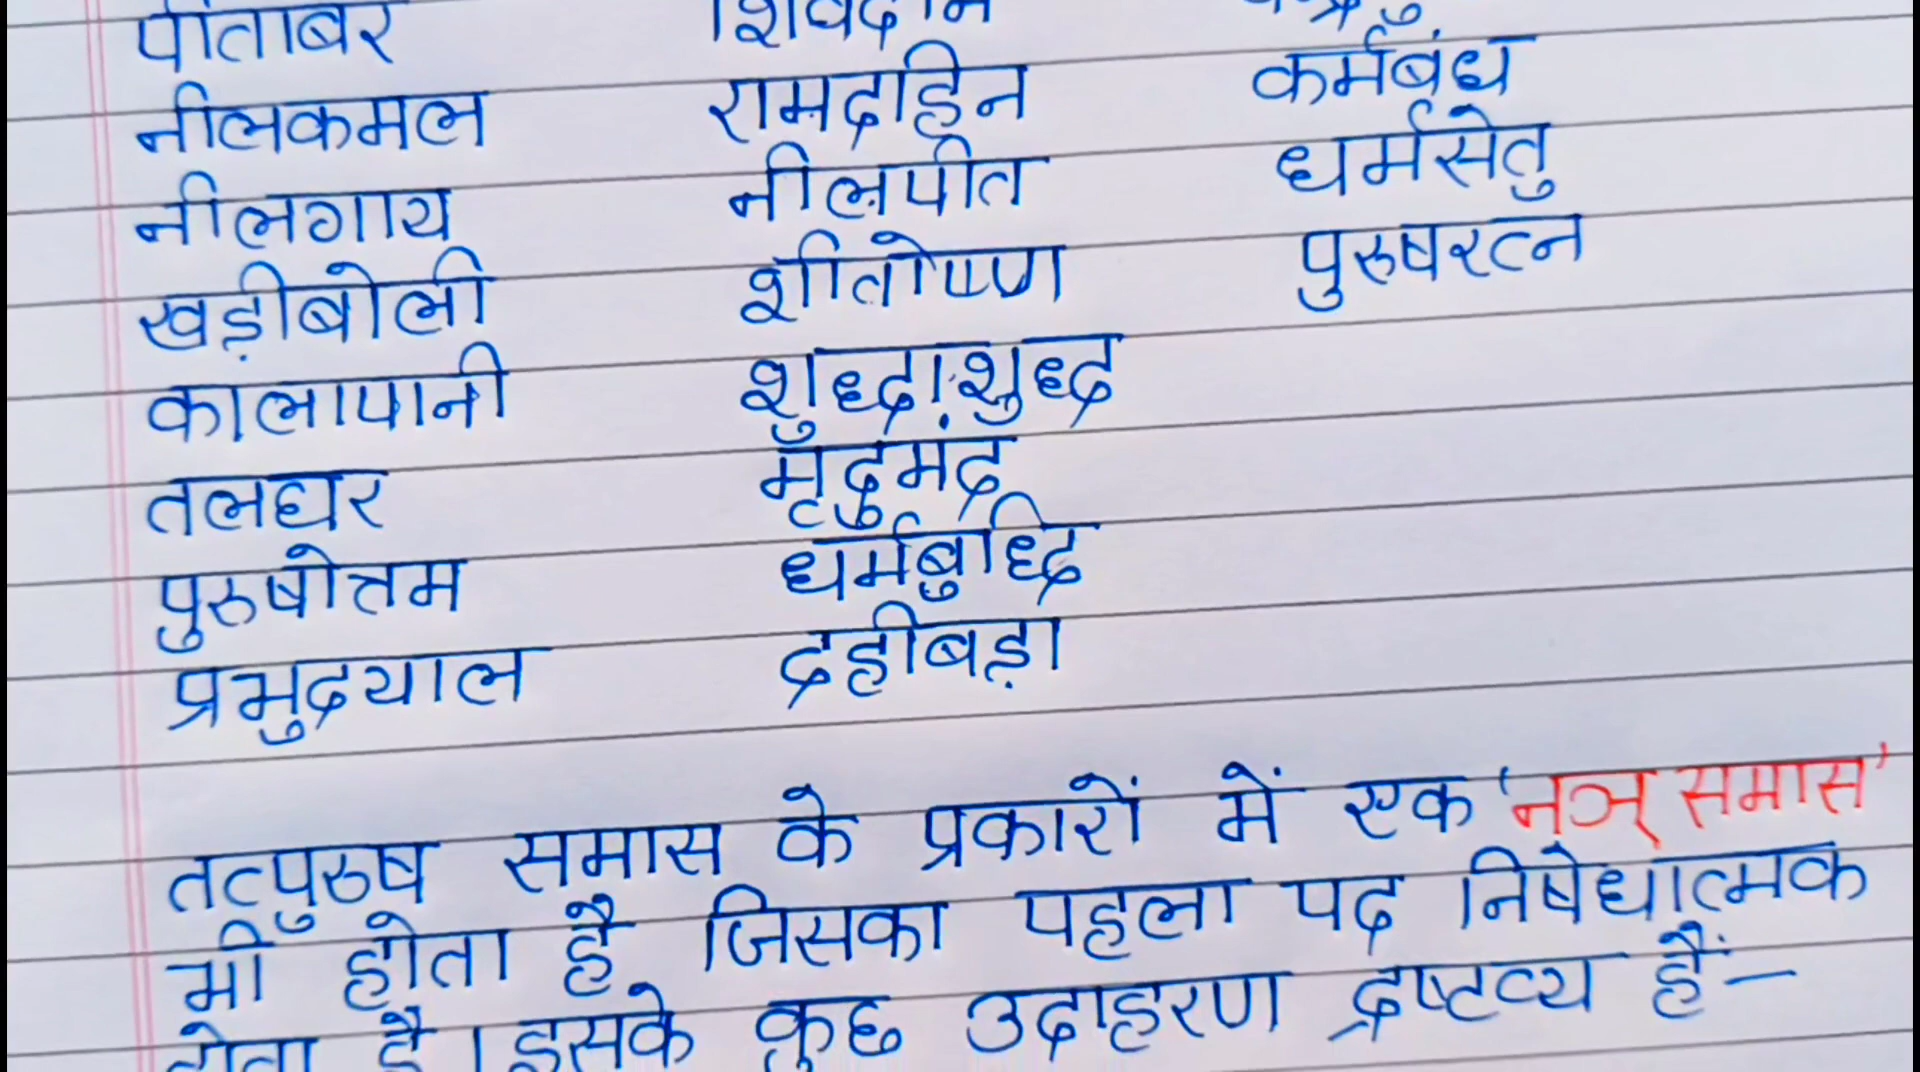 पीतांबर शिवदीन
नीलकमल रामदहिन कर्मबंध
नीलगाय नीलपीत धर्मसेतु
खड़ीबोली शीतोष्ण पुरुषरत्न
कालापानी शुद्धाशुद्ध
तलघर मृदुमंद
पुरुषोत्तम धर्मबुद्धि
प्रभुदयाल दहीबड़ा
तत्पुरुष समास के प्रकारों में एक 'नञ् समास'
भी होता है जिसका पहला पद निषेधात्मक
होता है। इसके कुछ उदाहरण द्रष्टव्य हैं:—